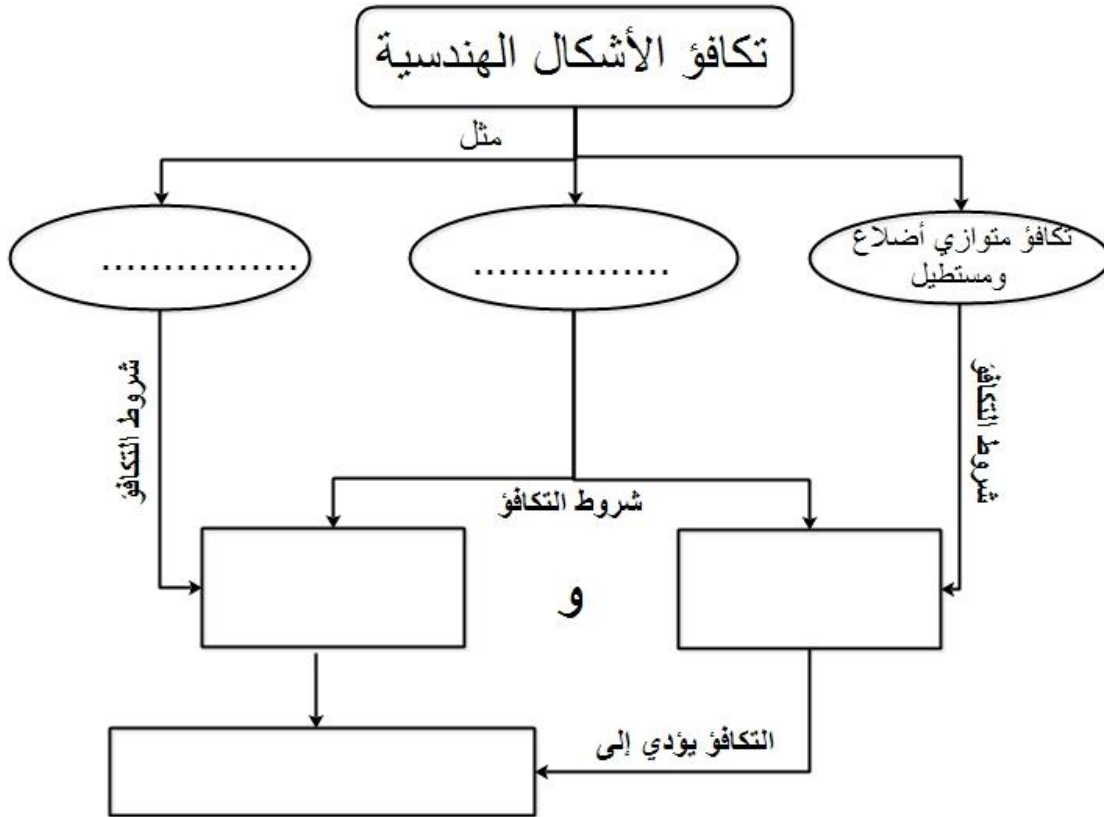 تكافؤ الأشكال الهندسية
مثل
تكافؤ متوازي أضلاع
ومستطيل
................
................
شروط التكافؤ
شروط التكافؤ
شروط التكافؤ
و
التكافؤ يؤدي إلى